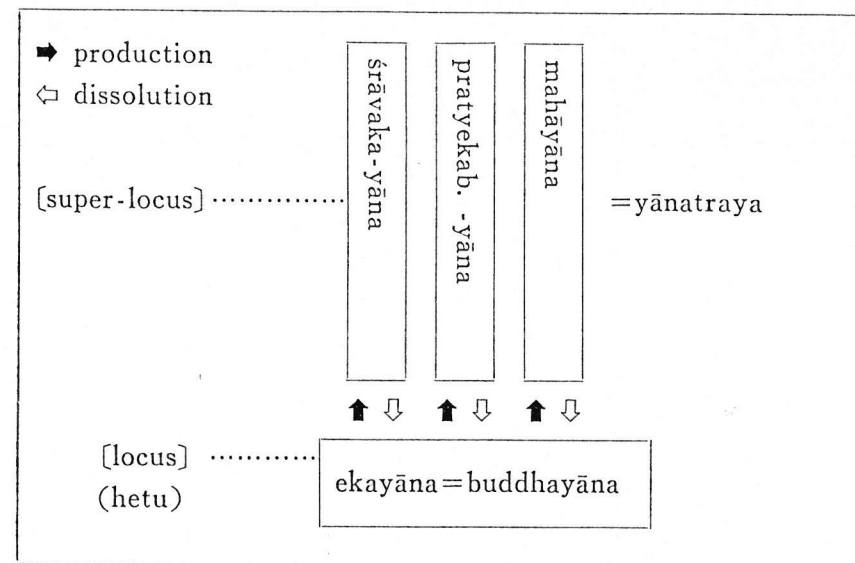 ➡ production
⇦ dissolution
śrāvaka-yāna
pratyekab. -yāna
mahāyāna
[super-locus] ⋯⋯⋯⋯⋯
=yānatraya
[locus] ⋯⋯⋯⋯
(hetu)
ekayāna=buddhayāna